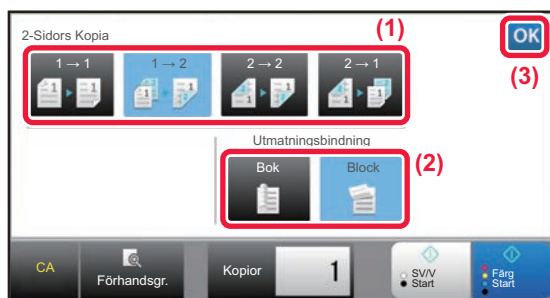 (1)
2-Sidors Kopia
OK
1 → 1
1 → 2
2 → 2
2 → 1
(3)
Utmatningsbindning
Bok
Block
(2)
CA
Förhandsgr.
Kopior
1
SV/V
Start
Färg
Start